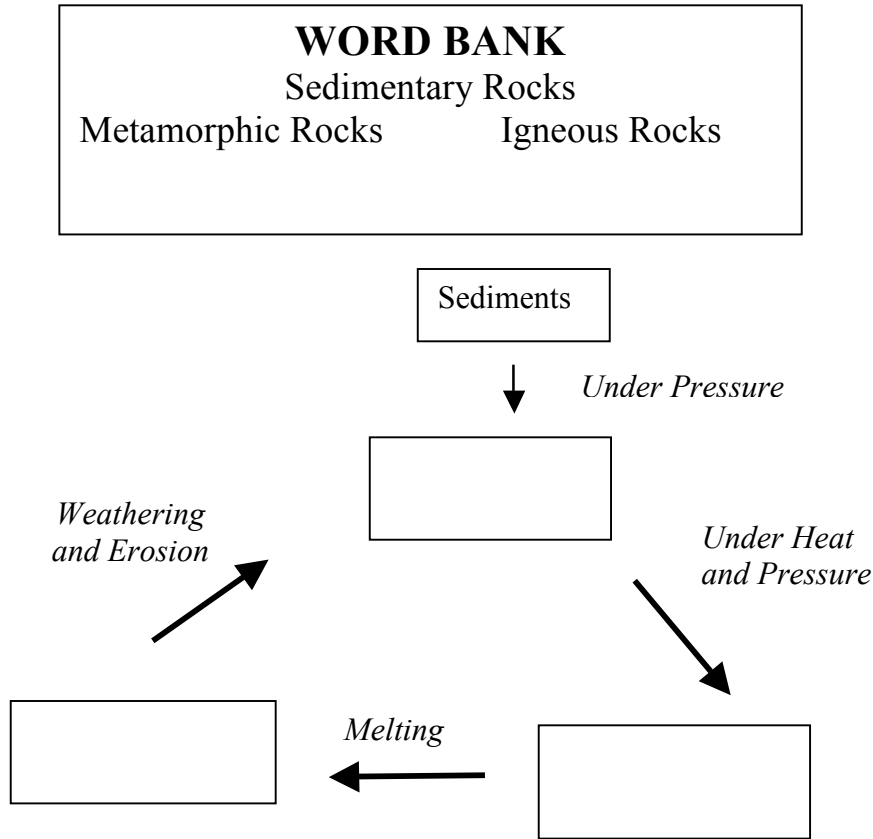 WORD BANK
Sedimentary Rocks
Metamorphic Rocks Igneous Rocks
Sediments
Under Pressure
Weathering
and Erosion
Under Heat
and Pressure
Melting